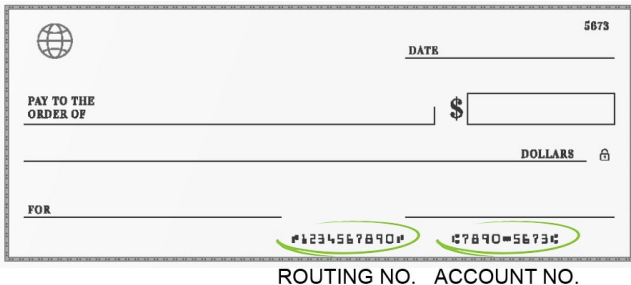 5673
DATE
PAY TO THE
ORDER OF
$
DOLLARS
FOR
⑈1234567890⑈ ⑆7890⑉5673⑆
ROUTING NO. ACCOUNT NO.